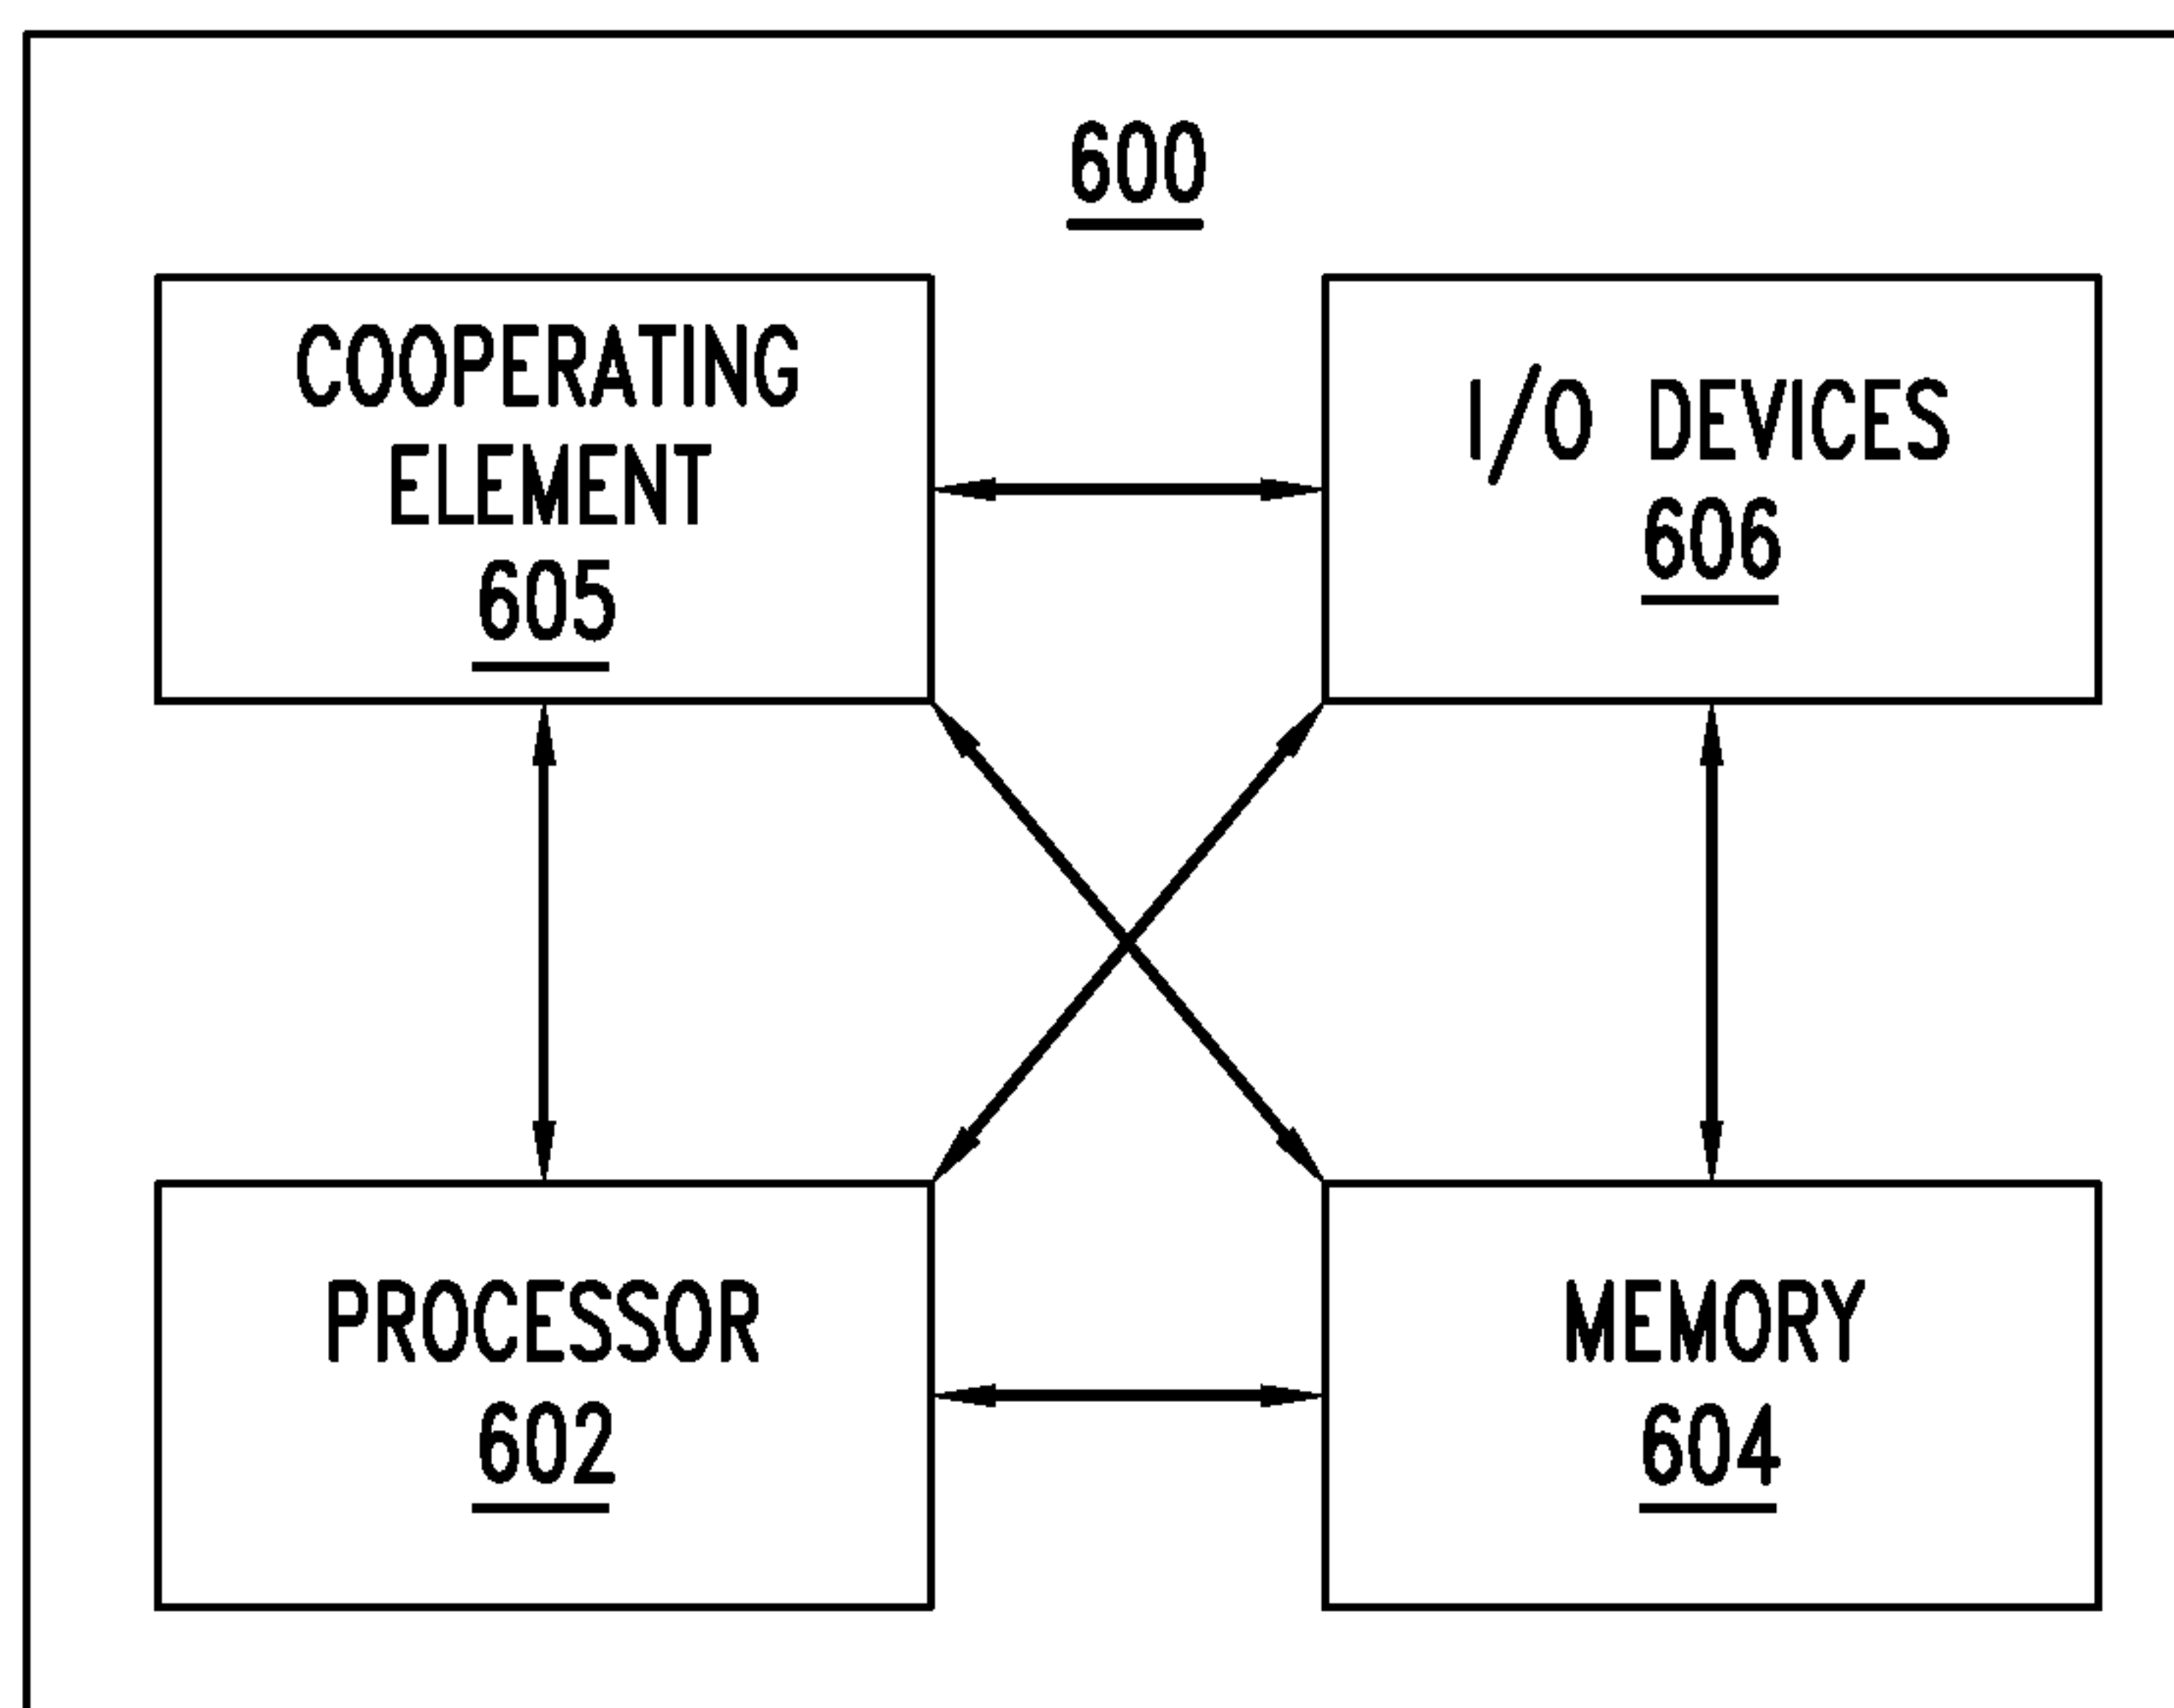 600
COOPERATING
ELEMENT
605
I/O DEVICES
606
PROCESSOR
602
MEMORY
604